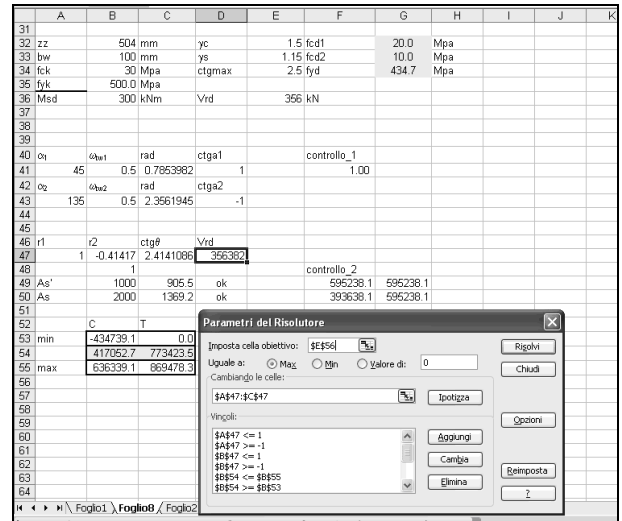 A B C D E F G H I J K
31
32 zz 504 mm γc 1.5 fcd1 20.0 Mpa
33 bw 100 mm γs 1.15 fcd2 10.0 Mpa
34 fck 30 Mpa ctgmax 2.5 fyd 434.7 Mpa
35 fyk 500.0 Mpa
36 Msd 300 kNm Vrd 356 kN
37
38
39
40 α1 ωtw1 rad ctga1 controllo_1
41 45 0.5 0.7853982 1 1.00
42 α2 ωtw2 rad ctga2
43 135 0.5 2.3561945 -1
44
45
46 r1 r2 ctgθ Vrd
47 1 -0.41417 2.4141086 356382
48 1 controllo_2
49 As' 1000 905.5 ok 595238.1 595238.1
50 As 2000 1369.2 ok 393638.1 595238.1
51
52 C T
53 min -434739.1 0.0
54 417052.7 773423.5
55 max 636339.1 869478.3
56
57
58
59
60
61
62
63
64
Parametri del Risolutore
Imposta cella obiettivo: $E$56 Risolvi
Uguale a: Max Min Valore di: 0 Chiudi
Cambiando le celle:
$A$47:$C$47 Ipotizza
Vincoli: Opzioni
$A$47 <= 1 Aggiungi
$A$47 >= -1
$B$47 <= 1 Cambia
$B$47 >= -1 Reimposta
$B$54 <= $B$55 Elimina
$B$54 >= $B$53 ?
Foglio1 Foglio8 Foglio2